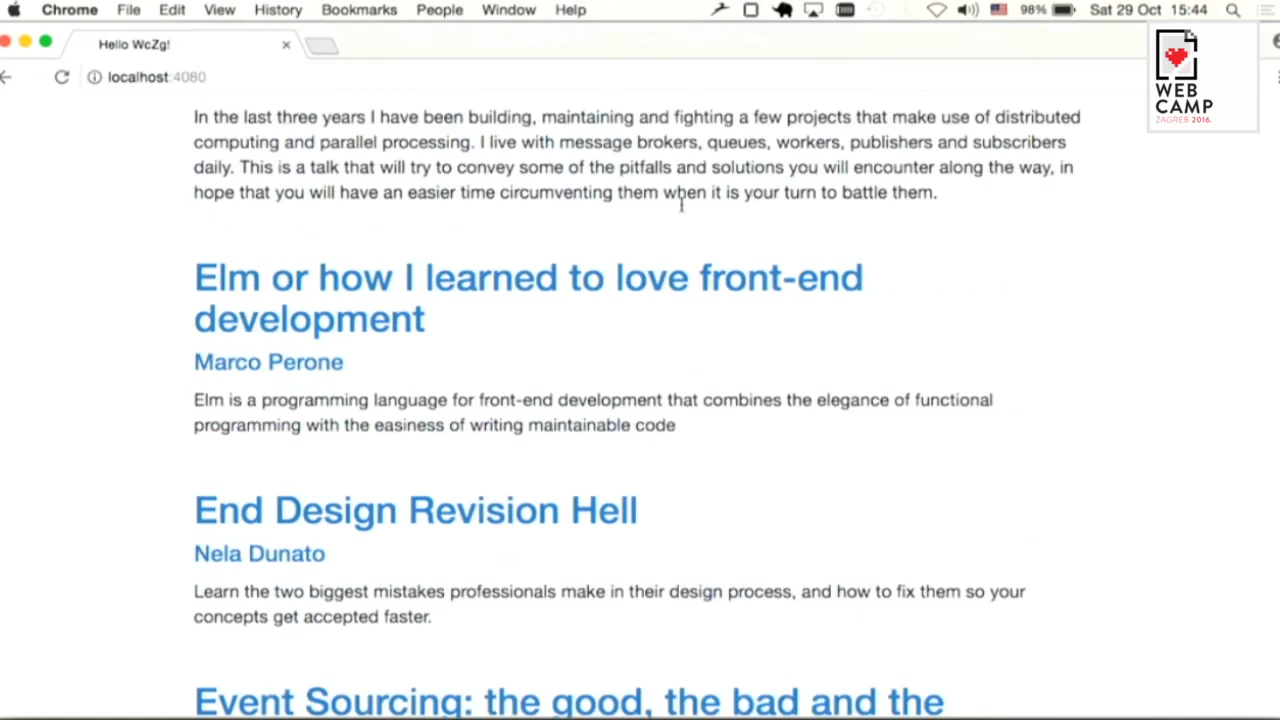 Chrome File Edit View History Bookmarks People Window Help 98% Sat 29 Oct 15:44
Hello WcZg!
localhost:4080
WEB
CAMP
ZAGREB 2016.
In the last three years I have been building, maintaining and fighting a few projects that make use of distributed
computing and parallel processing. I live with message brokers, queues, workers, publishers and subscribers
daily. This is a talk that will try to convey some of the pitfalls and solutions you will encounter along the way, in
hope that you will have an easier time circumventing them when it is your turn to battle them.
Elm or how I learned to love front-end
development
Marco Perone
Elm is a programming language for front-end development that combines the elegance of functional
programming with the easiness of writing maintainable code
End Design Revision Hell
Nela Dunato
Learn the two biggest mistakes professionals make in their design process, and how to fix them so your
concepts get accepted faster.
Event Sourcing: the good, the bad and the